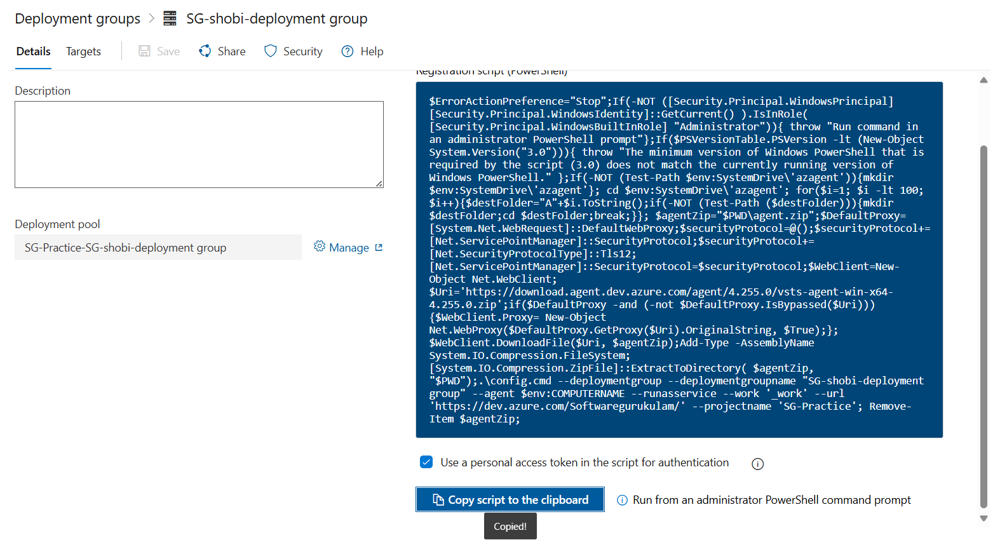 Deployment groups > SG-shobi-deployment group
Details Targets Save Share Security Help
Description
Deployment pool
SG-Practice-SG-shobi-deployment group Manage
Registration script (PowerShell)
$ErrorActionPreference="Stop";If(-NOT ([Security.Principal.WindowsPrincipal]
[Security.Principal.WindowsIdentity]::GetCurrent() ).IsInRole(
[Security.Principal.WindowsBuiltInRole] "Administrator")){ throw "Run command in
an administrator PowerShell prompt"};If($PSVersionTable.PSVersion -lt (New-Object
System.Version("3.0"))){ throw "The minimum version of Windows PowerShell that is
required by the script (3.0) does not match the currently running version of
Windows PowerShell." };If(-NOT (Test-Path $env:SystemDrive\'azagent')){mkdir
$env:SystemDrive\'azagent'}; cd $env:SystemDrive\'azagent'; for($i=1; $i -lt 100;
$i++){$destFolder="A"+$i.ToString();if(-NOT (Test-Path ($destFolder))){mkdir
$destFolder;cd $destFolder;break;}}; $agentZip="$PWD\agent.zip";$DefaultProxy=
[System.Net.WebRequest]::DefaultWebProxy;$securityProtocol=@();$securityProtocol+=
[Net.ServicePointManager]::SecurityProtocol;$securityProtocol+=
[Net.SecurityProtocolType]::Tls12;
[Net.ServicePointManager]::SecurityProtocol=$securityProtocol;$WebClient=New-
Object Net.WebClient;
$Uri='https://download.agent.dev.azure.com/agent/4.255.0/vsts-agent-win-x64-
4.255.0.zip';if($DefaultProxy -and (-not $DefaultProxy.IsBypassed($Uri)))
{$WebClient.Proxy= New-Object
Net.WebProxy($DefaultProxy.GetProxy($Uri).OriginalString, $True);};
$WebClient.DownloadFile($Uri, $agentZip);Add-Type -AssemblyName
System.IO.Compression.FileSystem;
[System.IO.Compression.ZipFile]::ExtractToDirectory( $agentZip,
"$PWD");.\config.cmd --deploymentgroup --deploymentgroupname "SG-shobi-deployment
group" --agent $env:COMPUTERNAME --runasservice --work '_work' --url
'https://dev.azure.com/Softwaregurukulam/' --projectname 'SG-Practice'; Remove-
Item $agentZip;
Use a personal access token in the script for authentication
Copy script to the clipboard Run from an administrator PowerShell command prompt
Copied!